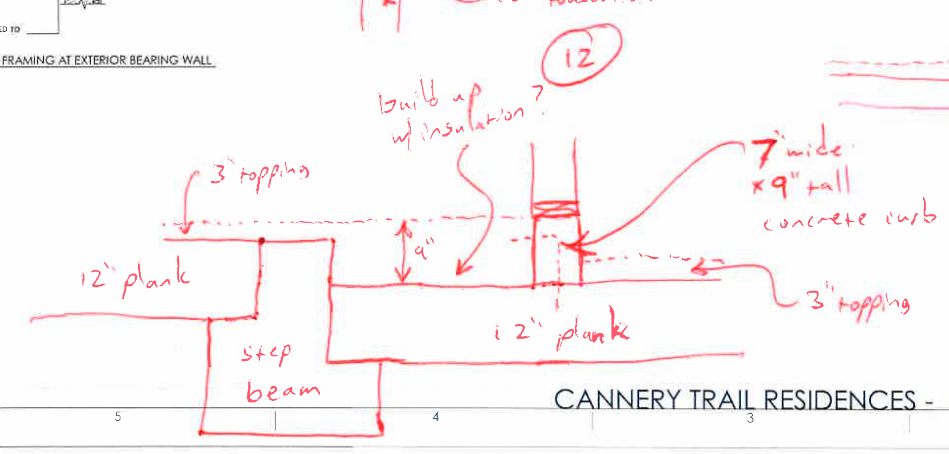 ED TO
FRAMING AT EXTERIOR BEARING WALL
12
build up
w/ insulation?
3" topping
7" wide
x 9" tall
concrete curb
9"
12" plank
3" topping
12" plank
step
beam
CANNERY TRAIL RESIDENCES -
5
4
3